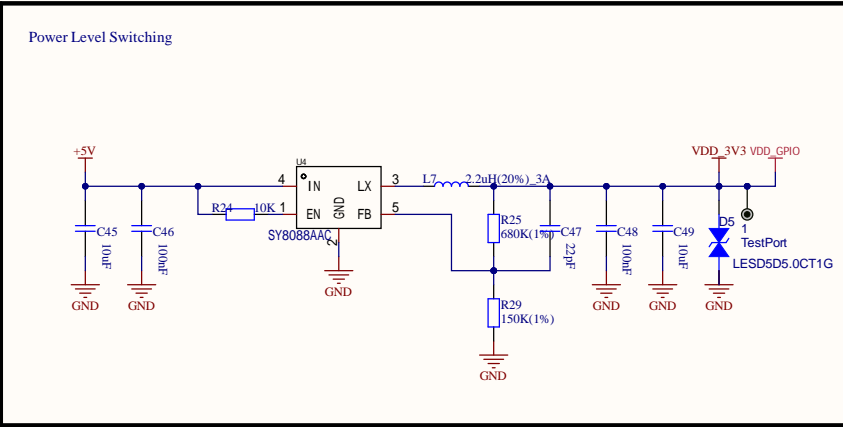 Power Level Switching
+5V
VDD_3V3 VDD_GPIO
U4
4 IN LX 3
L7 2.2uH(20%)_3A
R24 10K 1 EN GND FB 5
SY8088AAC
2
C45
10uF
C46
100nF
R25
680K(1%)
C47
22pF
C48
100nF
C49
10uF
D5
1
TestPort
LESD5D5.0CT1G
GND
GND
GND
R29
150K(1%)
GND
GND
GND
GND